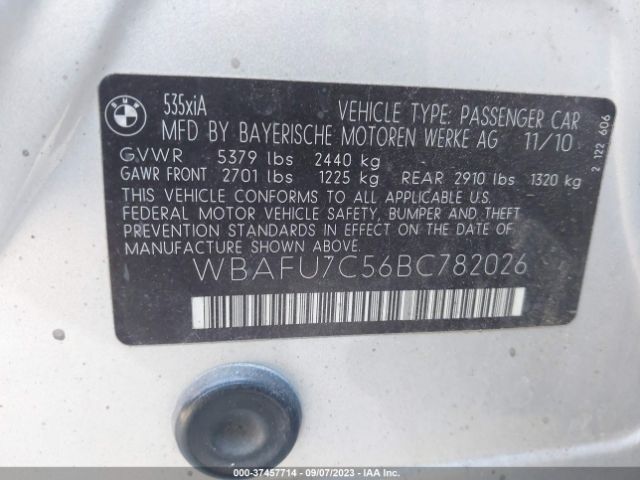 BMW
535xiA
VEHICLE TYPE: PASSENGER CAR
MFD BY BAYERISCHE MOTOREN WERKE AG 11/10
GVWR 5379 lbs 2440 kg
GAWR FRONT 2701 lbs 1225 kg REAR 2910 lbs 1320 kg
THIS VEHICLE CONFORMS TO ALL APPLICABLE U.S.
FEDERAL MOTOR VEHICLE SAFETY, BUMPER AND THEFT
PREVENTION STANDARDS IN EFFECT ON THE DATE OF
MANUFACTURE SHOWN ABOVE.
WBAFU7C56BC782026
2 122 606
000-37457714 - 09/07/2023 - Copart, IAA, Inc.